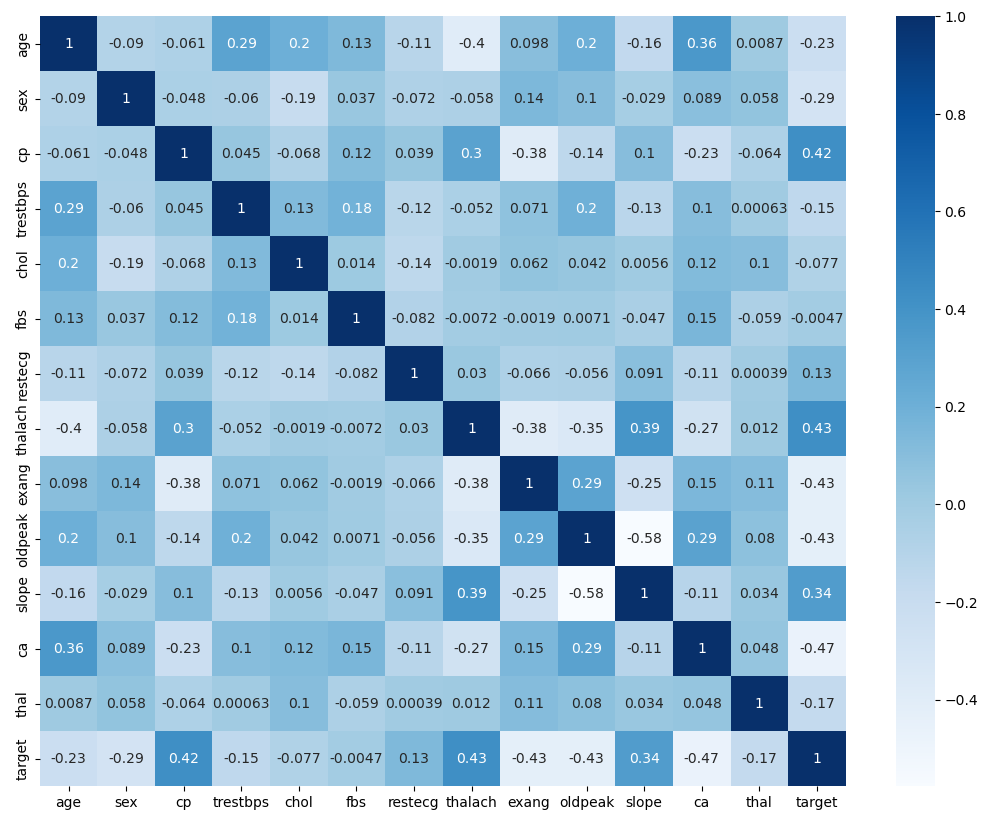 age 1 -0.09 -0.061 0.29 0.2 0.13 -0.11 -0.4 0.098 0.2 -0.16 0.36 0.0087 -0.23
sex -0.09 1 -0.048 -0.06 -0.19 0.037 -0.072 -0.058 0.14 0.1 -0.029 0.089 0.058 -0.29
cp -0.061 -0.048 1 0.045 -0.068 0.12 0.039 0.3 -0.38 -0.14 0.1 -0.23 -0.064 0.42
trestbps 0.29 -0.06 0.045 1 0.13 0.18 -0.12 -0.052 0.071 0.2 -0.13 0.1 0.00063 -0.15
chol 0.2 -0.19 -0.068 0.13 1 0.014 -0.14 -0.0019 0.062 0.042 0.0056 0.12 0.1 -0.077
fbs 0.13 0.037 0.12 0.18 0.014 1 -0.082 -0.0072 -0.0019 0.0071 -0.047 0.15 -0.059 -0.0047
restecg -0.11 -0.072 0.039 -0.12 -0.14 -0.082 1 0.03 -0.066 -0.056 0.091 -0.11 0.00039 0.13
thalach -0.4 -0.058 0.3 -0.052 -0.0019 -0.0072 0.03 1 -0.38 -0.35 0.39 -0.27 0.012 0.43
exang 0.098 0.14 -0.38 0.071 0.062 -0.0019 -0.066 -0.38 1 0.29 -0.25 0.15 0.11 -0.43
oldpeak 0.2 0.1 -0.14 0.2 0.042 0.0071 -0.056 -0.35 0.29 1 -0.58 0.29 0.08 -0.43
slope -0.16 -0.029 0.1 -0.13 0.0056 -0.047 0.091 0.39 -0.25 -0.58 1 -0.11 0.034 0.34
ca 0.36 0.089 -0.23 0.1 0.12 0.15 -0.11 -0.27 0.15 0.29 -0.11 1 0.048 -0.47
thal 0.0087 0.058 -0.064 0.00063 0.1 -0.059 0.00039 0.012 0.11 0.08 0.034 0.048 1 -0.17
target -0.23 -0.29 0.42 -0.15 -0.077 -0.0047 0.13 0.43 -0.43 -0.43 0.34 -0.47 -0.17 1
age sex cp trestbps chol fbs restecg thalach exang oldpeak slope ca thal target
1.0
0.8
0.6
0.4
0.2
0.0
−0.2
−0.4